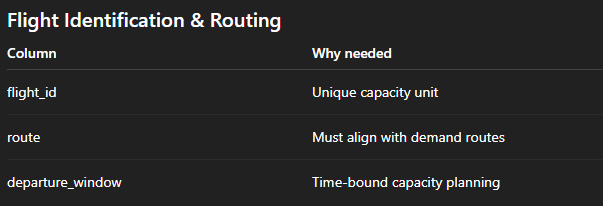 Flight Identification & Routing
Column Why needed
flight_id Unique capacity unit
route Must align with demand routes
departure_window Time-bound capacity planning